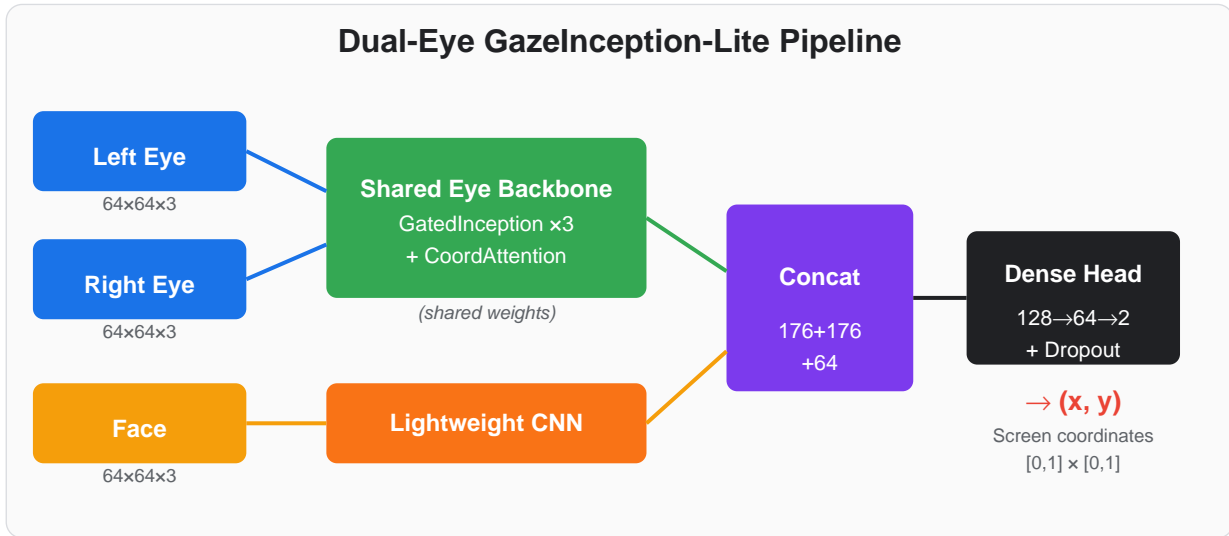 Dual-Eye GazeInception-Lite Pipeline
Left Eye
64×64×3
Right Eye
64×64×3
Face
64×64×3
Shared Eye Backbone
GatedInception ×3
+ CoordAttention
(shared weights)
Lightweight CNN
Concat
176+176
+64
Dense Head
128→64→2
+ Dropout
→ (x, y)
Screen coordinates
[0,1] × [0,1]